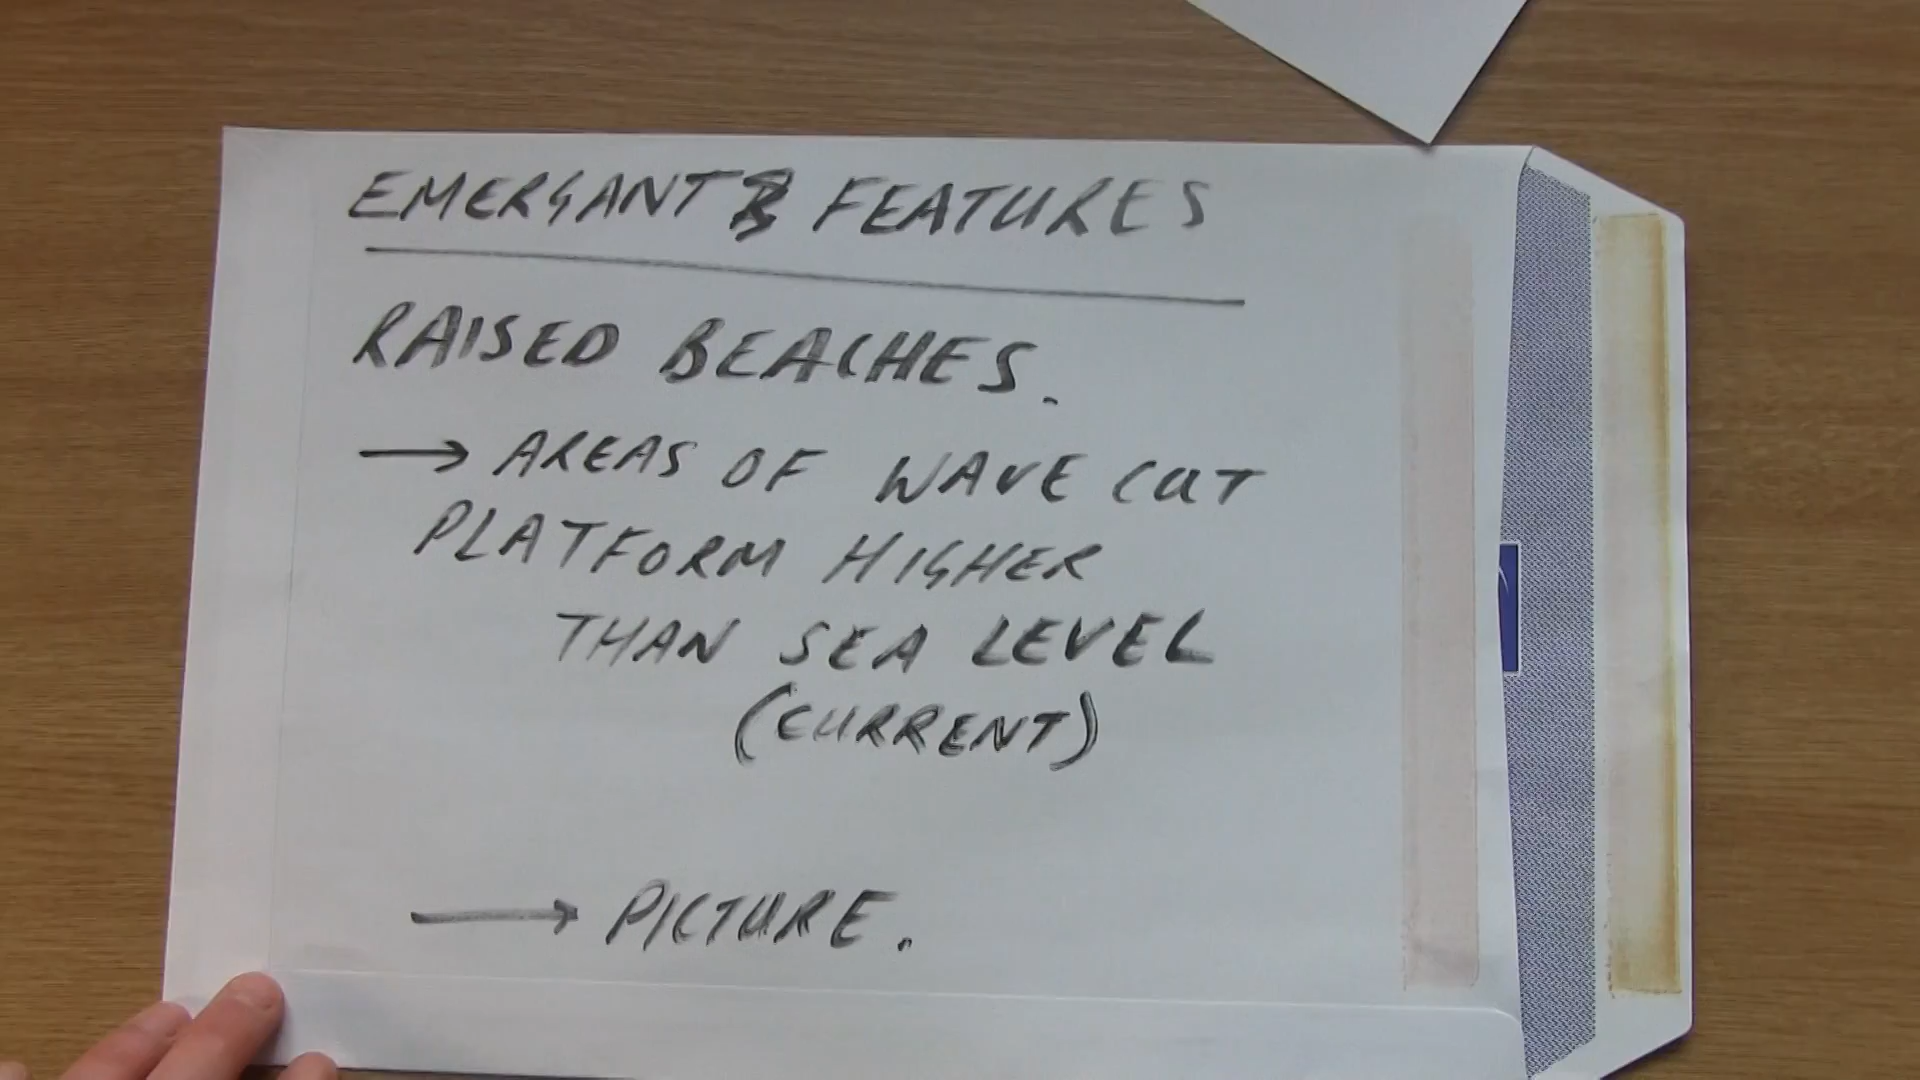 EMERGANT FEATURES
RAISED BEACHES.
→ AREAS OF WAVE CUT
PLATFORM HIGHER
THAN SEA LEVEL
(CURRENT)
→ PICTURE.